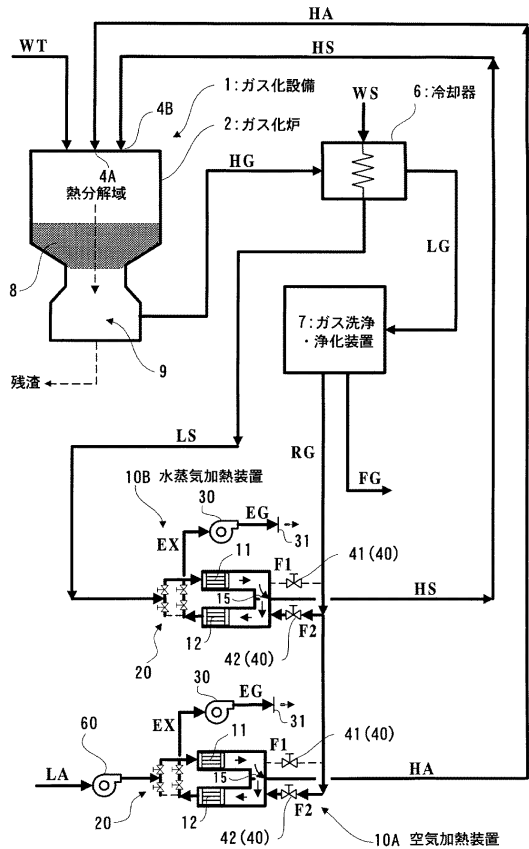 HA
HS
WT
1:ガス化設備
4B
2:ガス化炉
WS
6:冷却器
4A
熱分解域
HG
LG
8
7:ガス洗浄
・浄化装置
9
残渣
LS
RG
FG
10B 水蒸気加熱装置
30
EG
31
EX
11
F1
41(40)
15
HS
12
F2
42(40)
20
30
EG
31
EX
11
F1
41(40)
60
LA
15
HA
20
12
F2
42(40)
10A 空気加熱装置